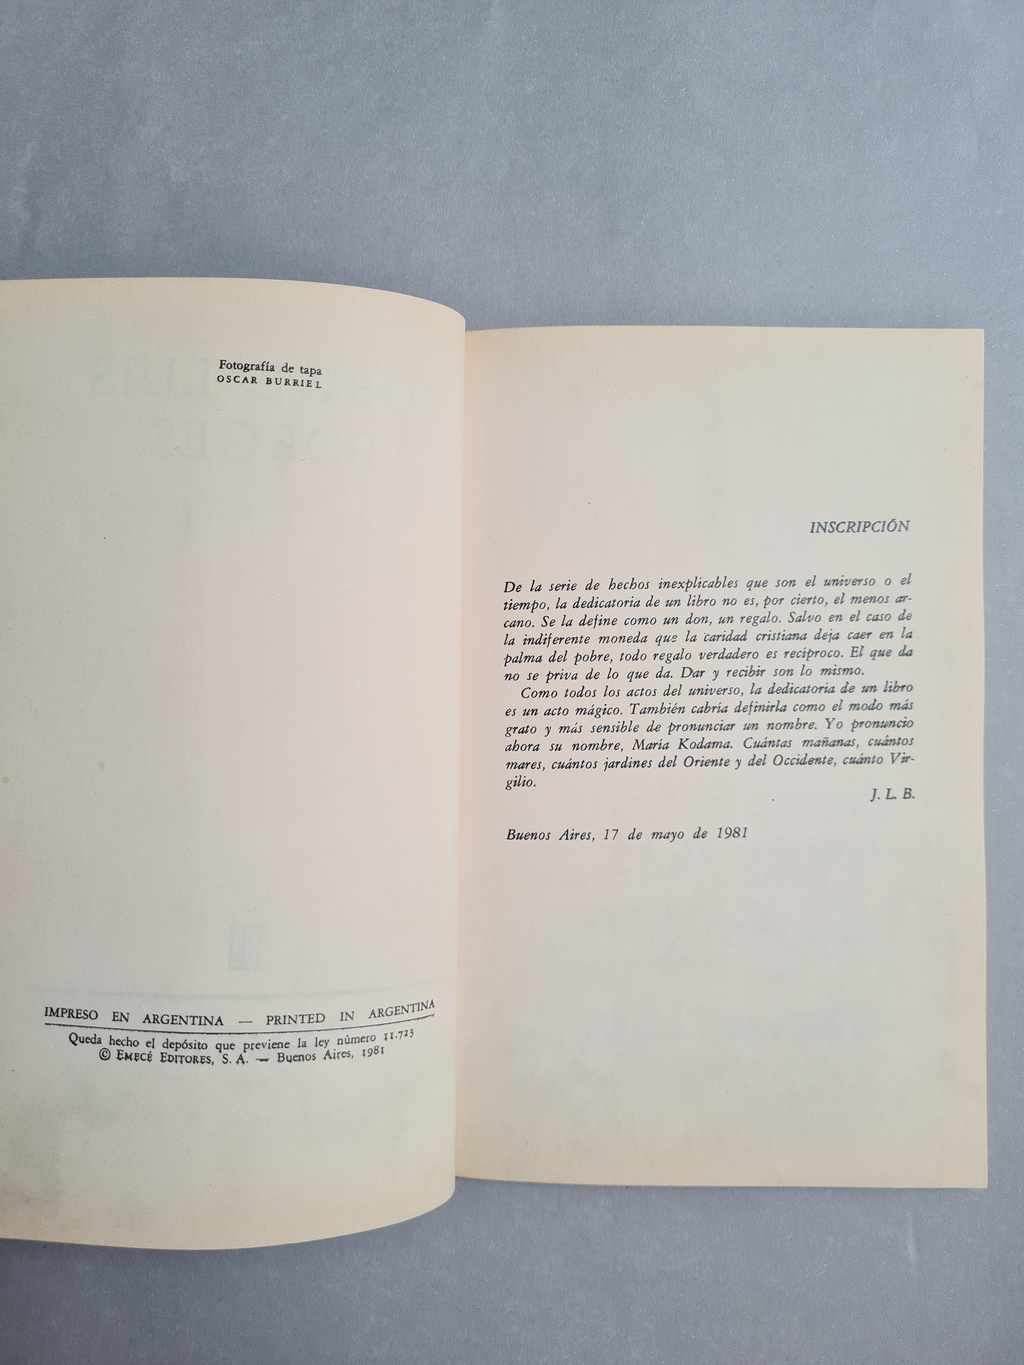 Fotografía de tapa
OSCAR BURRIEL
IMPRESO EN ARGENTINA — PRINTED IN ARGENTINA
Queda hecho el depósito que previene la ley número 11.723
© EMECÉ EDITORES, S. A. — Buenos Aires, 1981
INSCRIPCIÓN
De la serie de hechos inexplicables que son el universo o el
tiempo, la dedicatoria de un libro no es, por cierto, el menos ar-
cano. Se la define como un don, un regalo. Salvo en el caso de
la indiferente moneda que la caridad cristiana deja caer en la
palma del pobre, todo regalo verdadero es recíproco. El que da
no se priva de lo que da. Dar y recibir son lo mismo.
Como todos los actos del universo, la dedicatoria de un libro
es un acto mágico. También cabría definirla como el modo más
grato y más sensible de pronunciar un nombre. Yo pronuncio
ahora su nombre, María Kodama. Cuántas mañanas, cuántos
mares, cuántos jardines del Oriente y del Occidente, cuánto Vir-
gilio.
J. L. B.
Buenos Aires, 17 de mayo de 1981